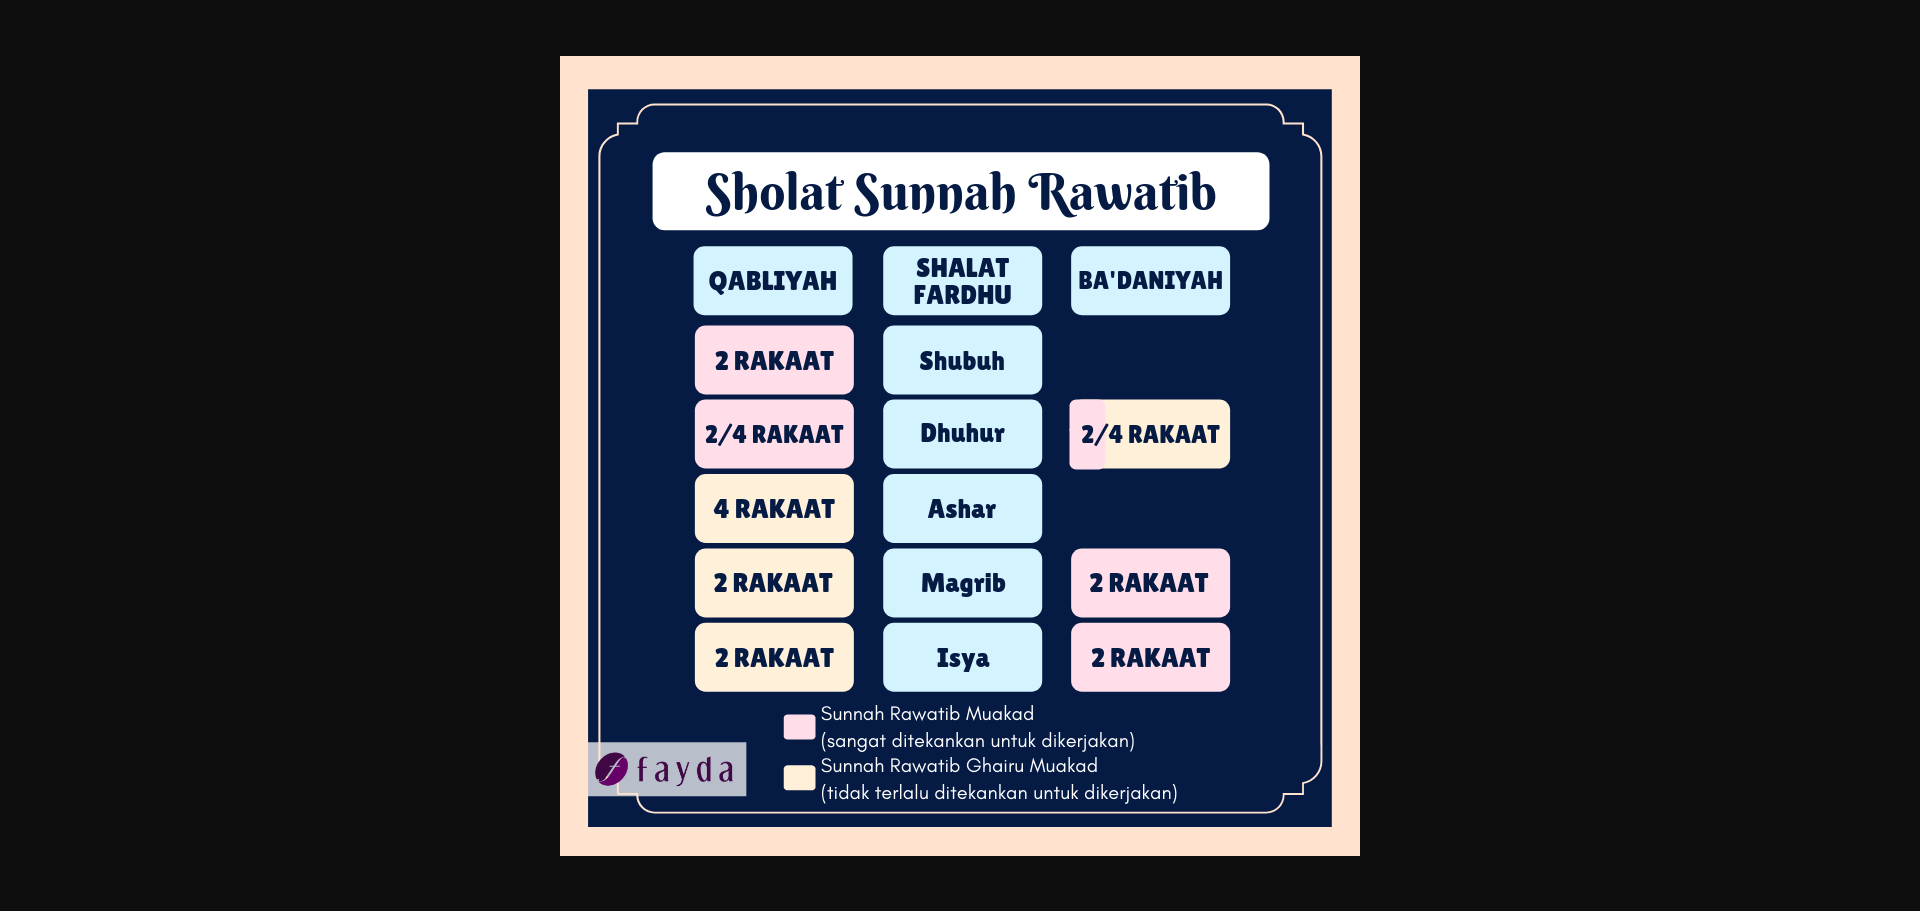 Sholat Sunnah Rawatib
QABLIYAH
SHALAT
FARDHU
BA'DANIYAH
2 RAKAAT
Shubuh
2/4 RAKAAT
Dhuhur
2/4 RAKAAT
4 RAKAAT
Ashar
2 RAKAAT
Magrib
2 RAKAAT
2 RAKAAT
Isya
2 RAKAAT
Sunnah Rawatib Muakad
(sangat ditekankan untuk dikerjakan)
Sunnah Rawatib Ghairu Muakad
(tidak terlalu ditekankan untuk dikerjakan)
fayda